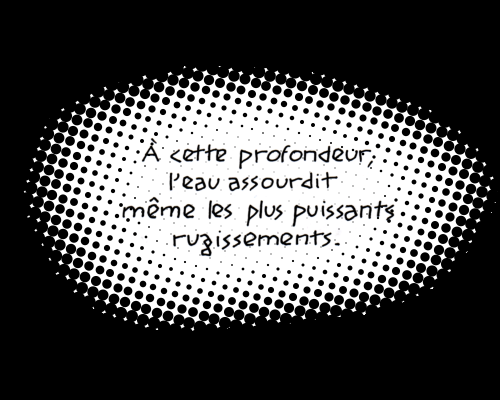 À cette profondeur,
l'eau assourdit
même les plus puissants
rugissements.